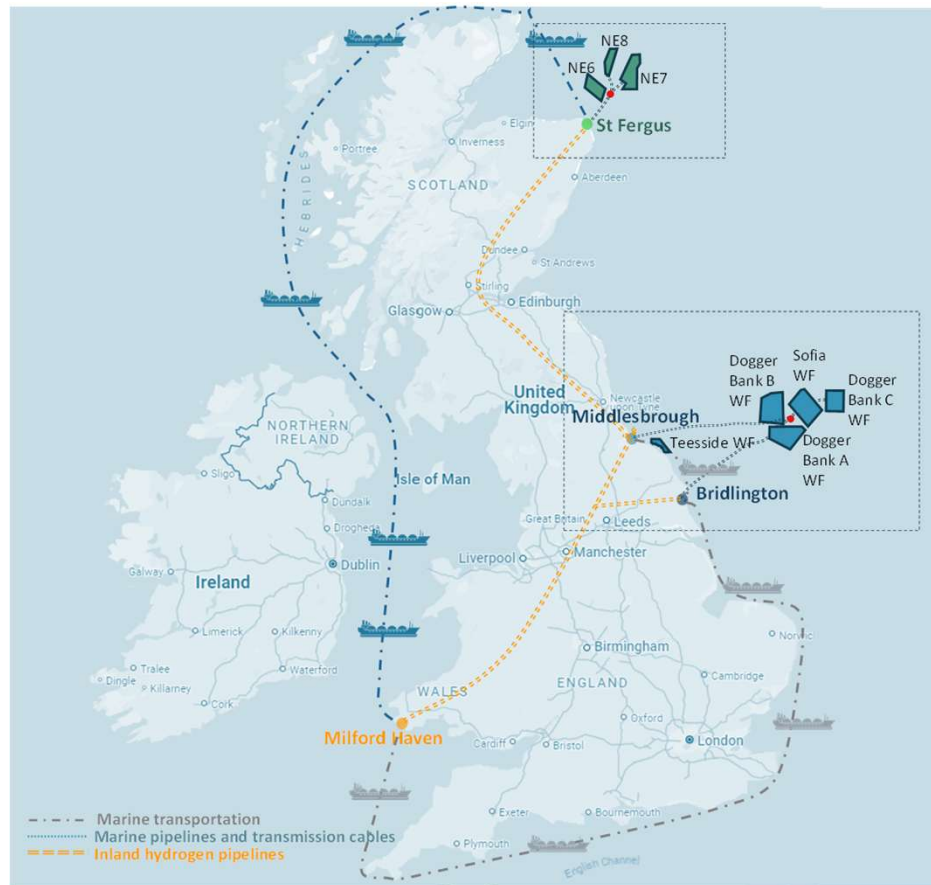 NE8
NE6
NE7
St Fergus
Elgin
Inverness
Portree
HEBRIDES
SCOTLAND
Aberdeen
Dundee
St Andrews
Stirling
Glasgow
Edinburgh
Dogger
Bank B
WF
Sofia
WF
Dogger
Bank C
WF
United
Kingdom
Newcastle
upon Tyne
Middlesbrough
Teesside WF
Dogger
Bank A
WF
NORTHERN
IRELAND
Isle of Man
Sligo
Bridlington
Dundalk
Drogheda
Great Britain
Leeds
Liverpool
Manchester
Galway
Dublin
Ireland
Limerick
Kilkenny
Norwic
Birmingham
Tralee
Dingle
Killarney
Waterford
Cork
WALES
ENGLAND
Cambridge
Milford Haven
Oxford
Cardiff
Bristol
London
Exeter
Bournemouth
Plymouth
English Channel
Marine transportation
Marine pipelines and transmission cables
Inland hydrogen pipelines